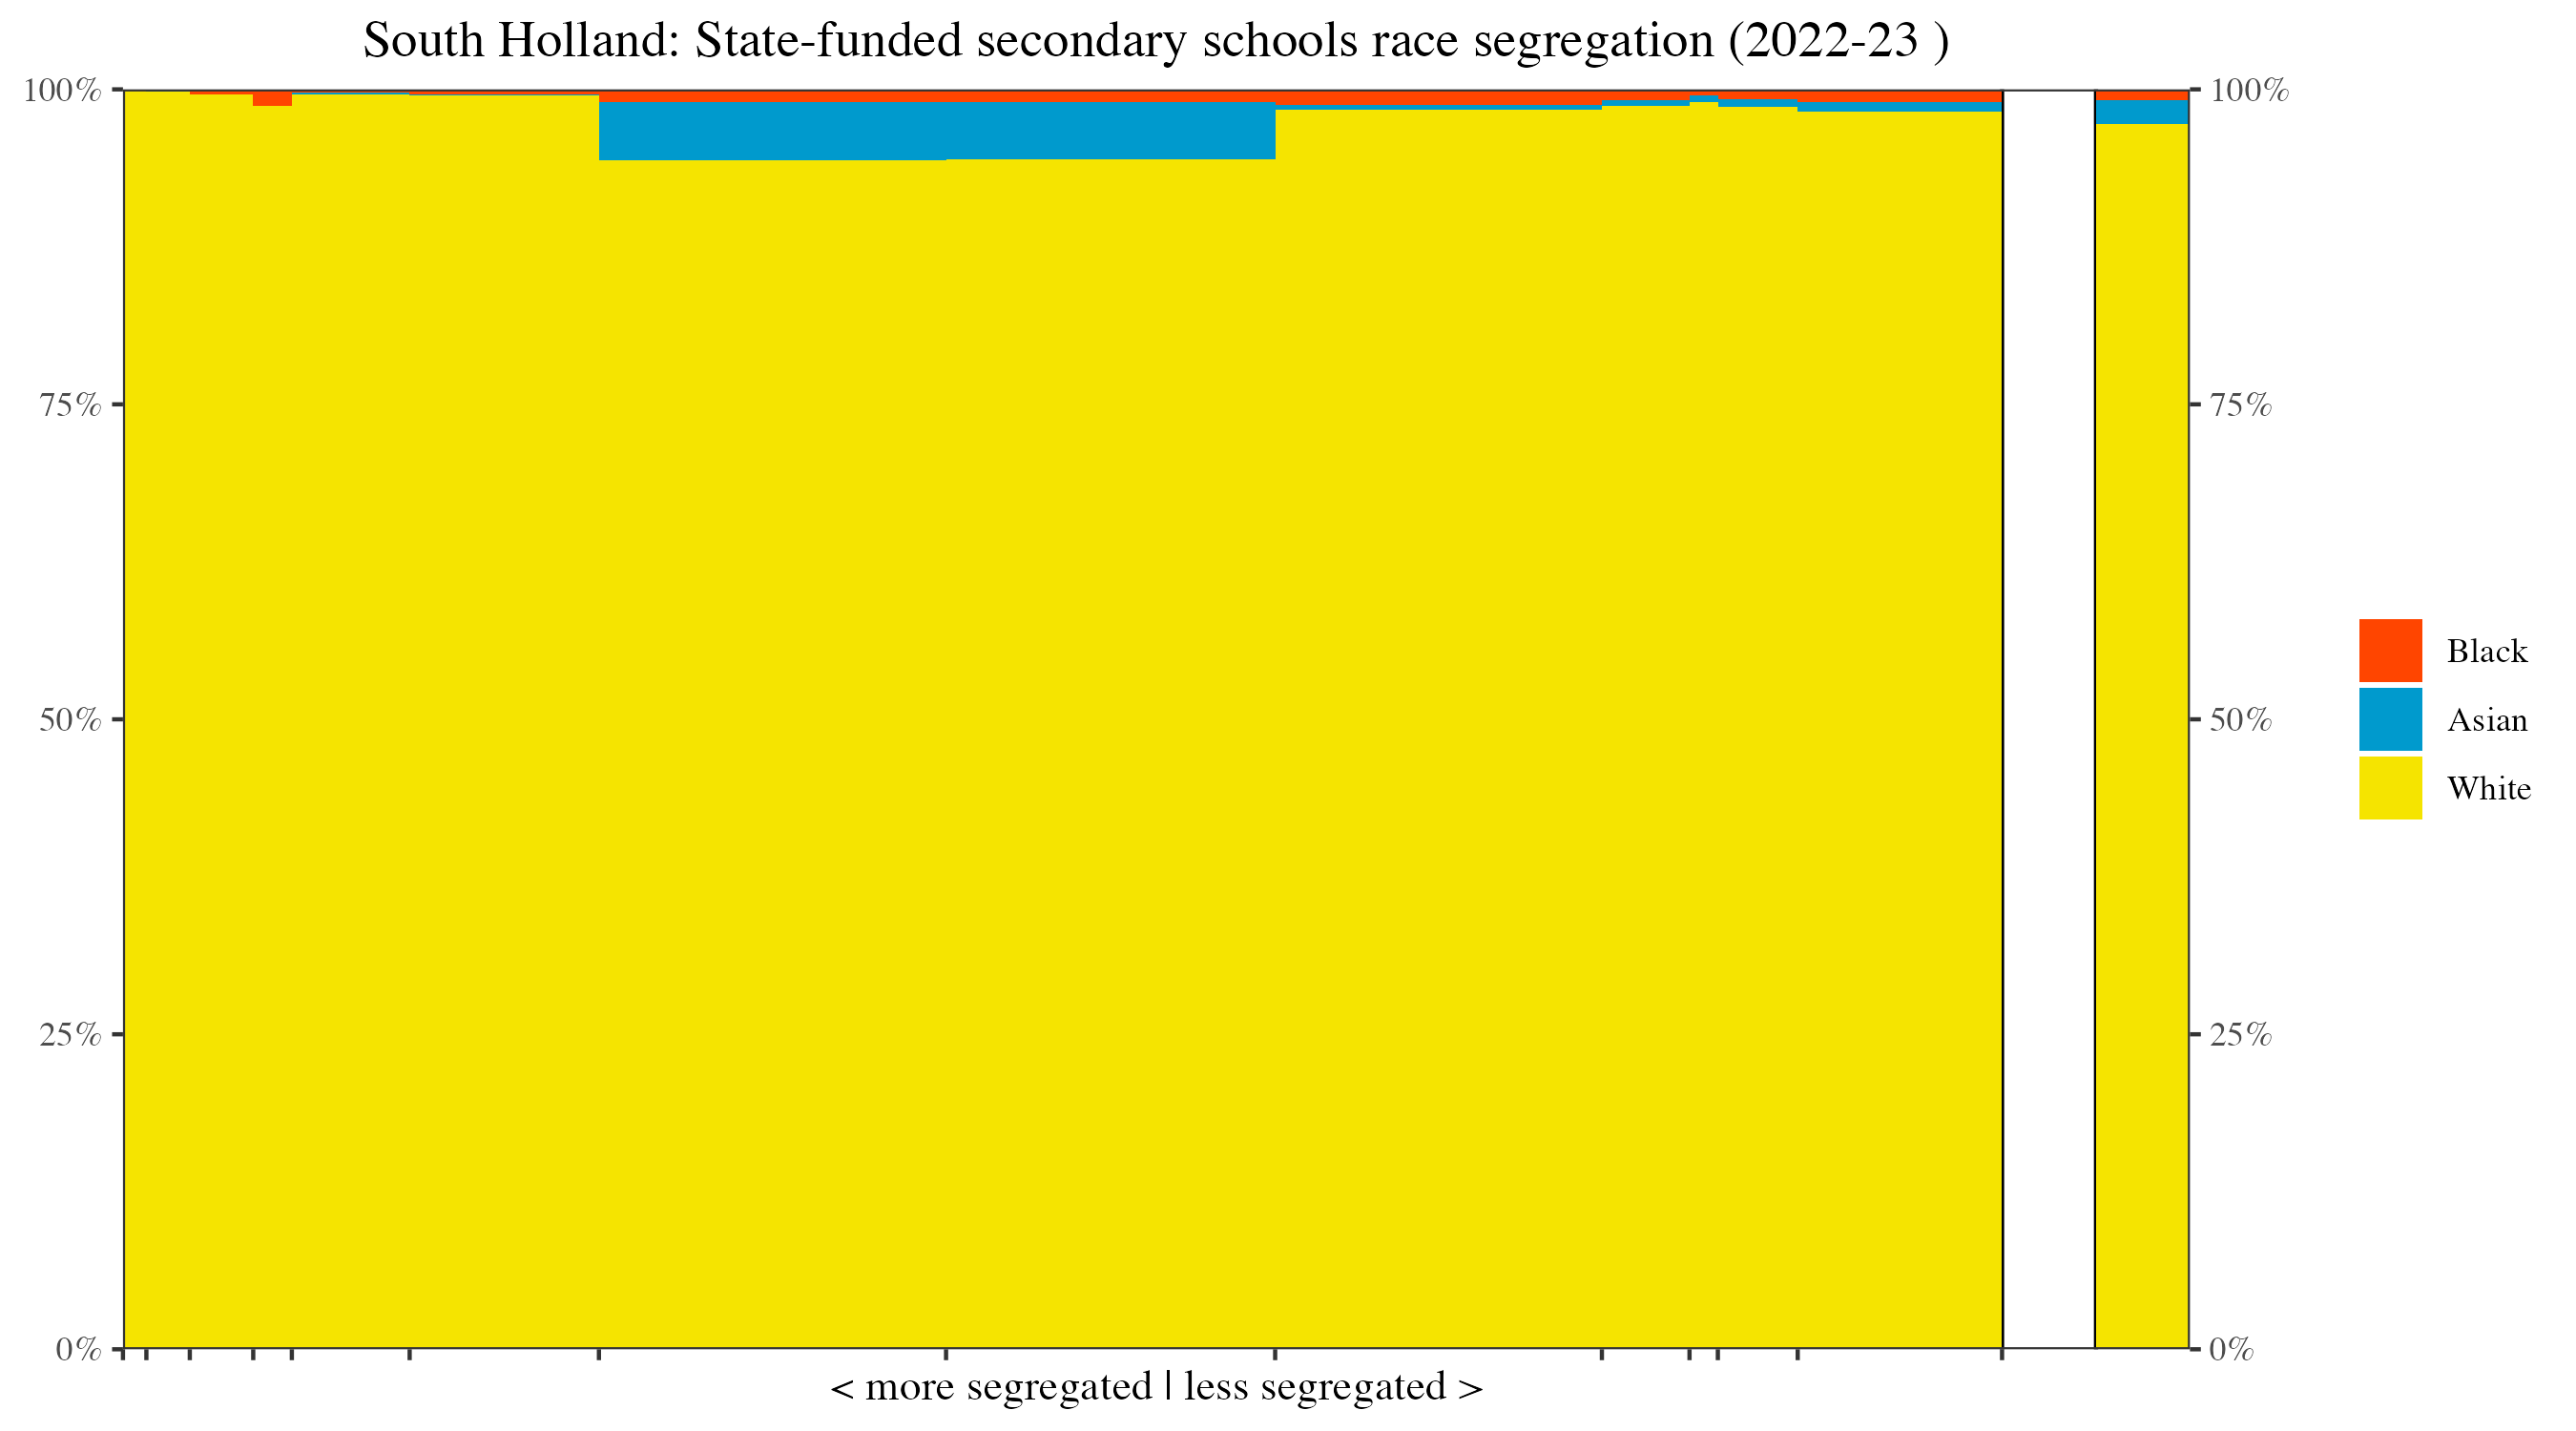 South Holland: State-funded secondary schools race segregation (2022-23 )
100% 100%
75% 75%
50% 50%
25% 25%
0% 0%
Black
Asian
White
< more segregated | less segregated >